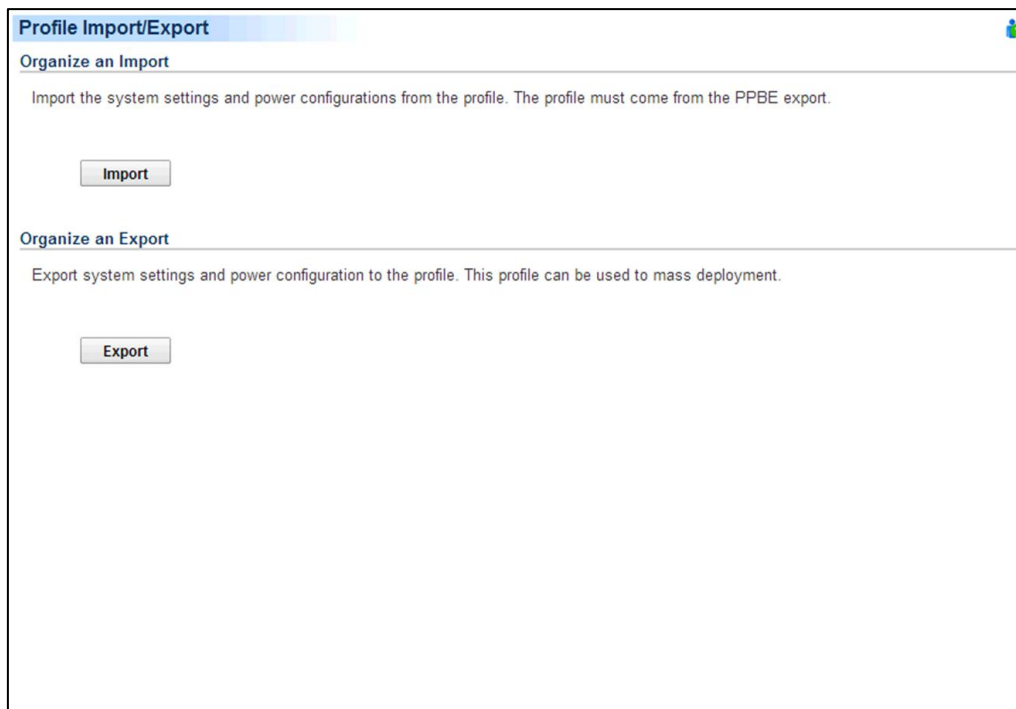 Profile Import/Export
Organize an Import
Import the system settings and power configurations from the profile. The profile must come from the PPBE export.
Import
Organize an Export
Export system settings and power configuration to the profile. This profile can be used to mass deployment.
Export